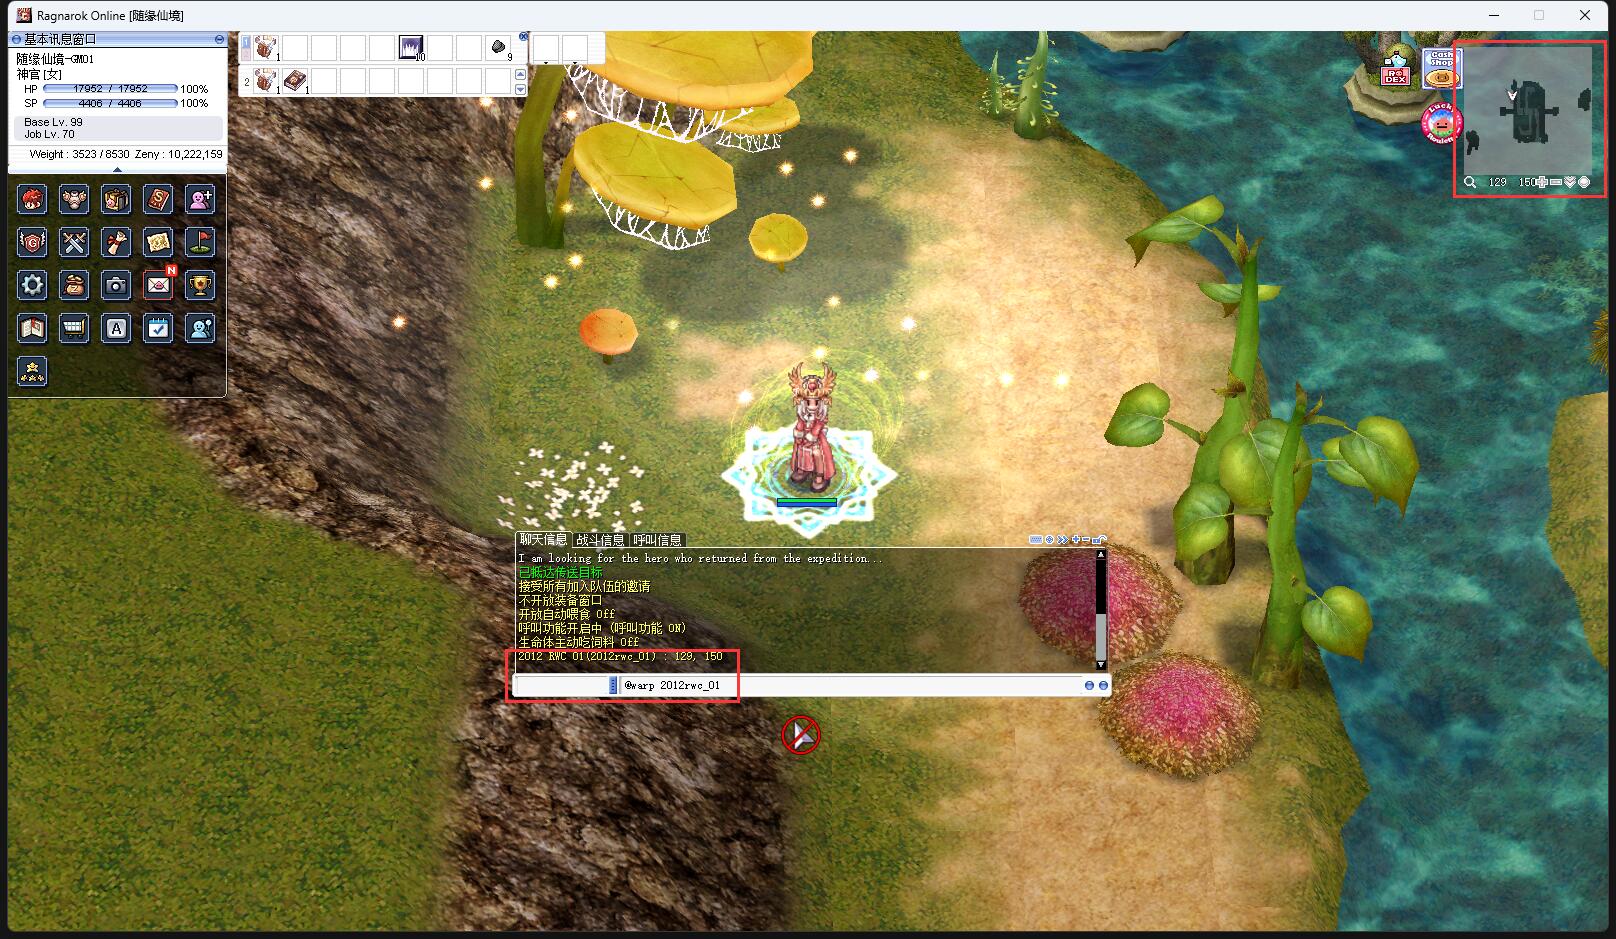 Ragnarok Online [随缘仙境]
基本讯息窗口
随缘仙境-GM01
神官 [女]
HP 17952 / 17952 100%
SP 4406 / 4406 100%
Base Lv. 99
Job Lv. 70
Weight : 3523 / 8530 Zeny : 10,222,159
1
1
10
9
2
1
1
Cash Shop
RO DEX
Lucky Roulette
129 150
G
N
A
聊天信息 战斗信息 呼叫信息
I am looking for the hero who returned from the expedition...
已抵达传送目标
接受所有加入队伍的邀请
不开放装备窗口
开放自动喂食 Off
呼叫功能开启中 (呼叫功能 ON)
生命体主动吃饲料 Off
2012 RWC 01(2012rwc_01) : 129, 150
@warp 2012rwc_01